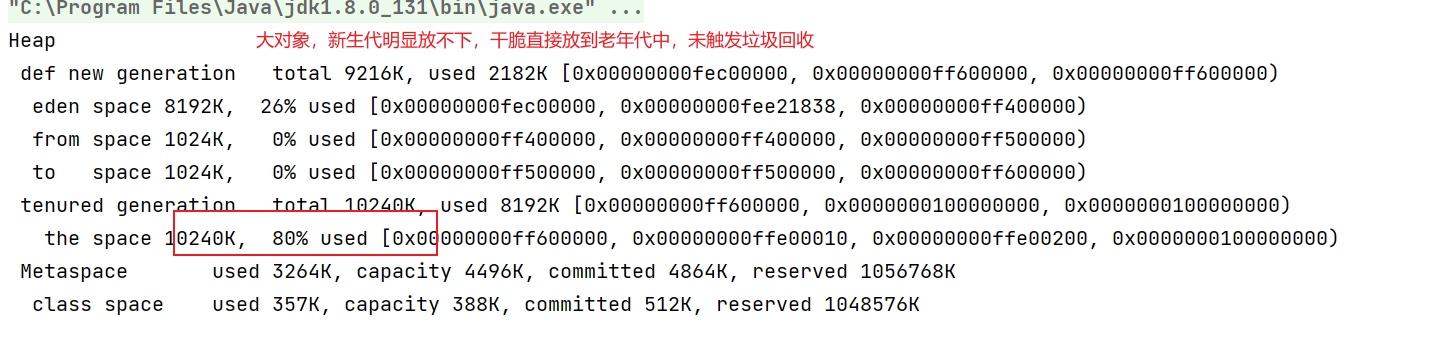 "C:\Program Files\Java\jdk1.8.0_131\bin\java.exe" ...
Heap 大对象，新生代明显放不下，干脆直接放到老年代中，未触发垃圾回收
def new generation total 9216K, used 2182K [0x00000000fec00000, 0x00000000ff600000, 0x00000000ff600000)
eden space 8192K, 26% used [0x00000000fec00000, 0x00000000fee21838, 0x00000000ff400000)
from space 1024K, 0% used [0x00000000ff400000, 0x00000000ff400000, 0x00000000ff500000)
to space 1024K, 0% used [0x00000000ff500000, 0x00000000ff500000, 0x00000000ff600000)
tenured generation total 10240K, used 8192K [0x00000000ff600000, 0x0000000100000000, 0x0000000100000000)
the space 10240K, 80% used [0x00000000ff600000, 0x00000000ffe00010, 0x00000000ffe00200, 0x0000000100000000)
Metaspace used 3264K, capacity 4496K, committed 4864K, reserved 1056768K
class space used 357K, capacity 388K, committed 512K, reserved 1048576K